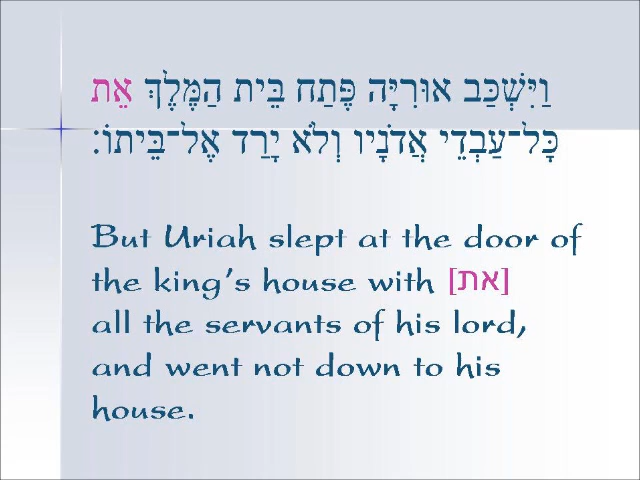 וַיִּשְׁכַּב אוּרִיָּה פֶּתַח בֵּית הַמֶּלֶךְ אֵת
כָּל־עַבְדֵי אֲדֹנָיו וְלֹא יָרַד אֶל־בֵּיתוֹ׃
But Uriah slept at the door of
the king's house with [את]
all the servants of his lord,
and went not down to his
house.